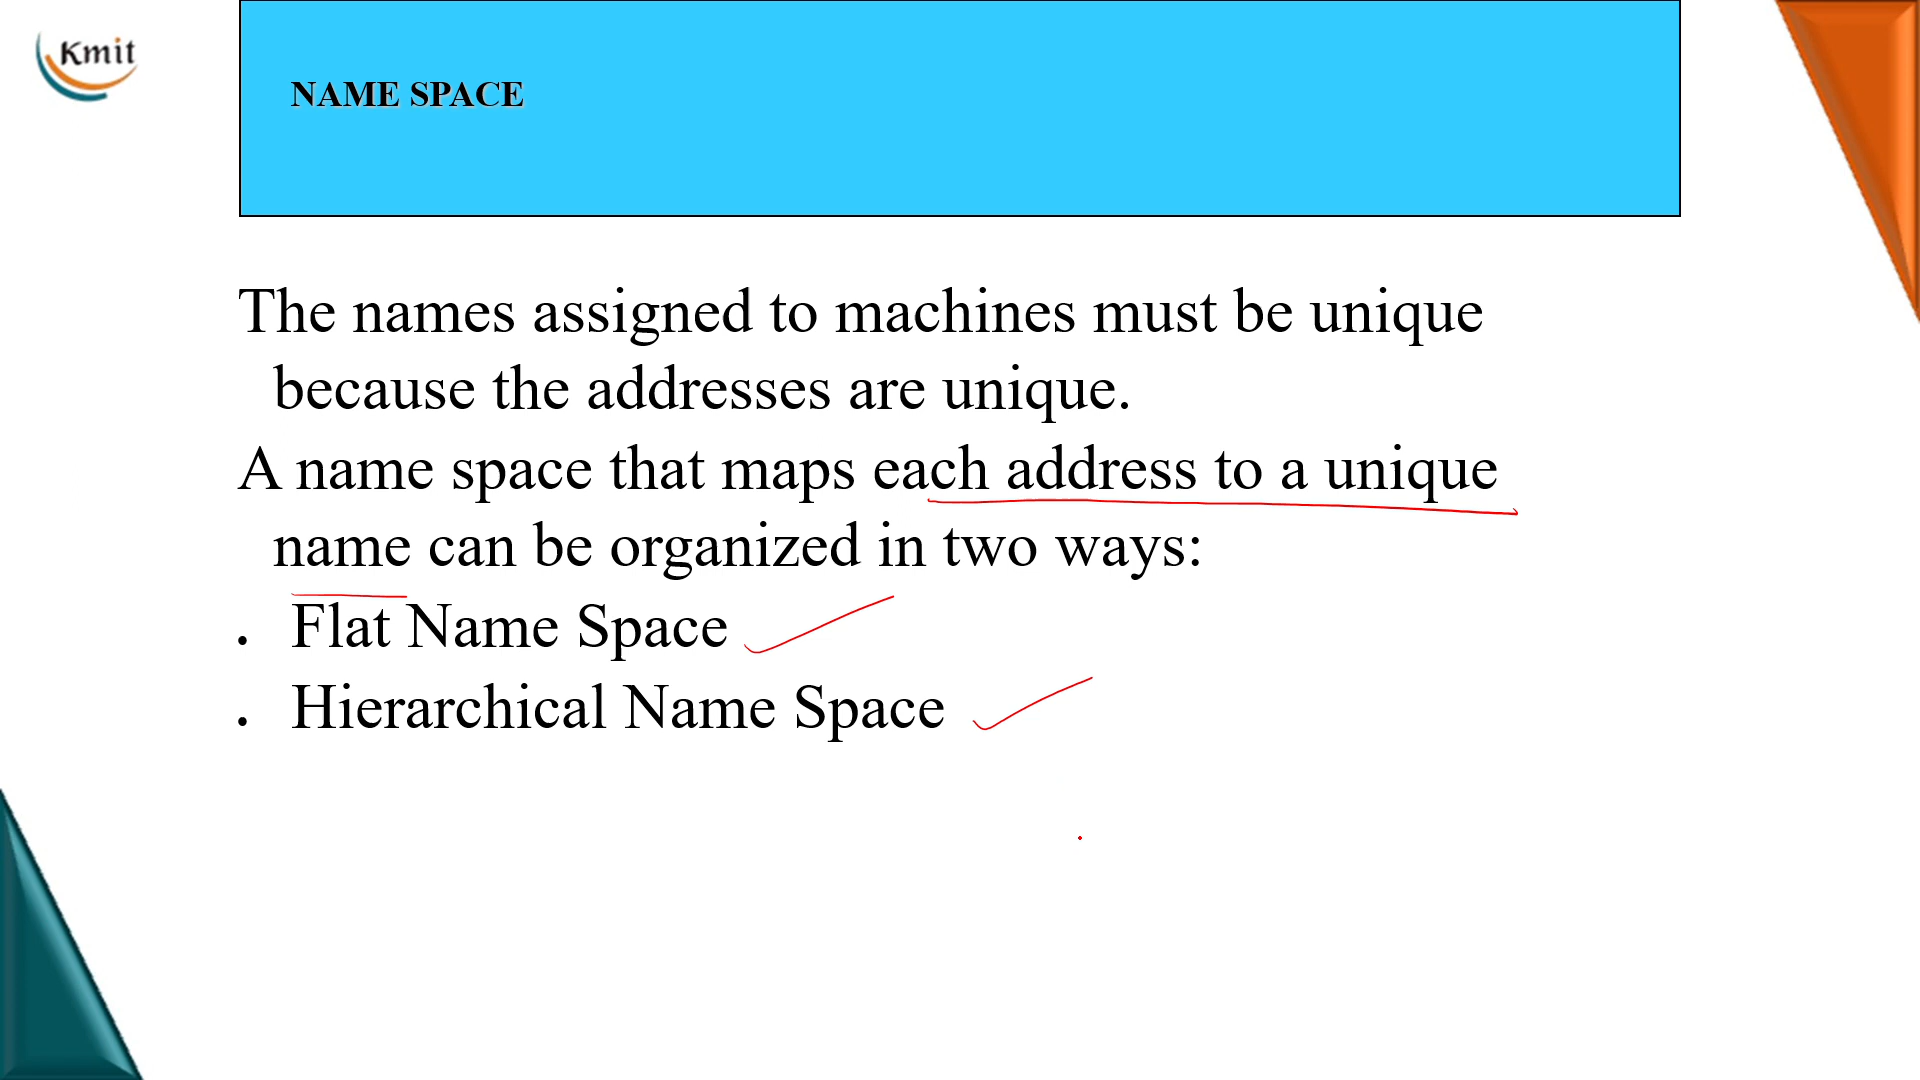 Kmit
NAME SPACE
The names assigned to machines must be unique
because the addresses are unique.
A name space that maps each address to a unique
name can be organized in two ways:
• Flat Name Space
• Hierarchical Name Space